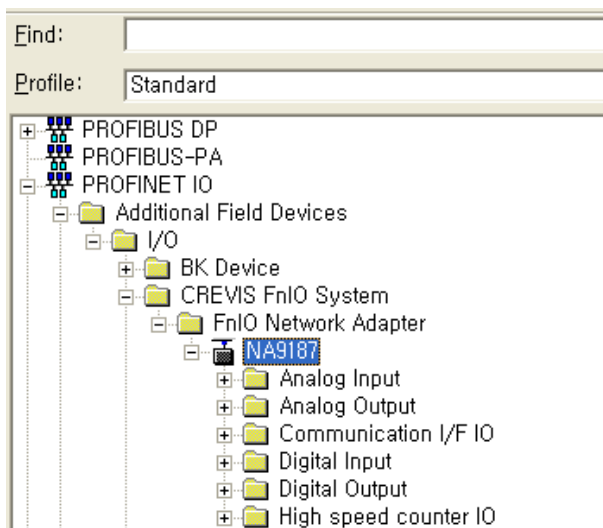 Find:
Profile: Standard
PROFIBUS DP
PROFIBUS-PA
PROFINET IO
Additional Field Devices
I/O
BK Device
CREVIS FnIO System
FnIO Network Adapter
NA9187
Analog Input
Analog Output
Communication I/F IO
Digital Input
Digital Output
High speed counter IO